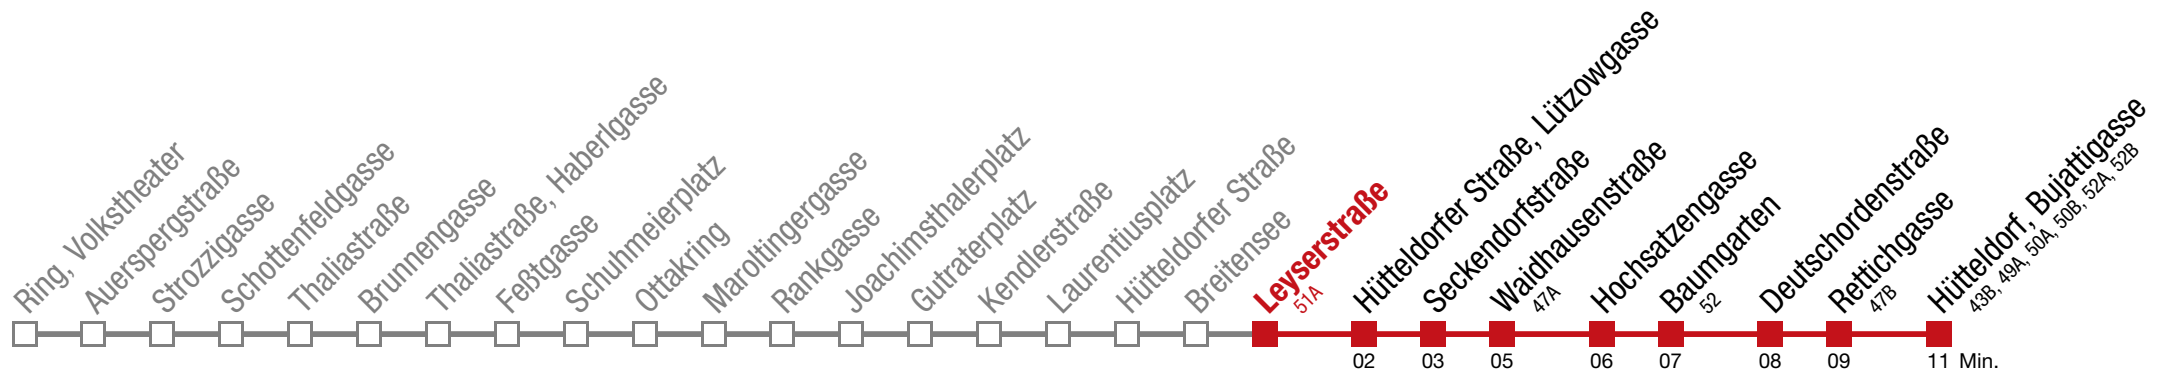 Ring, Volkstheater
Auerspergstraße
Strozzigasse
Schottenfeldgasse
Thaliastraße
Brunnengasse
Thaliastraße, Haberlgasse
Feßtgasse
Schuhmeierplatz
Ottakring
Maroltingergasse
Rankgasse
Joachimsthalerplatz
Gutraterplatz
Kendlerstraße
Laurentiusplatz
Hütteldorfer Straße
Breitensee
Leyserstraße
51A
Hütteldorfer Straße, Lützowgasse
Seckendorfstraße
Waidhausenstraße
47A
Hochsatzengasse
Baumgarten
52
Deutschordenstraße
Rettichgasse
47B
Hütteldorf, Bujattigasse
43B, 49A, 50A, 50B, 52A, 52B
02 03 05 06 07 08 09 11 Min.